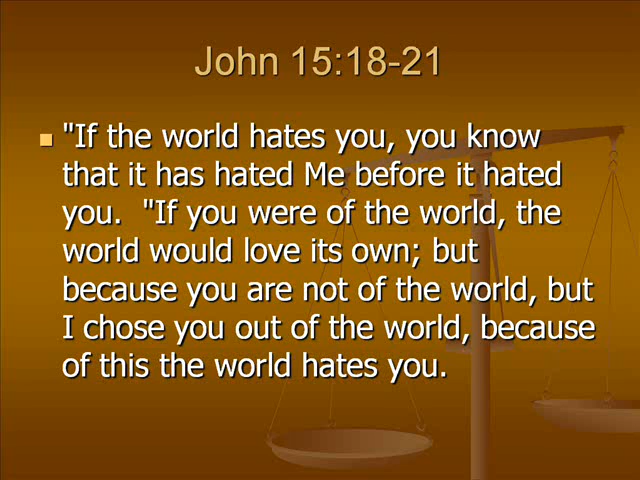 John 15:18-21
"If the world hates you, you know
that it has hated Me before it hated
you.  "If you were of the world, the
world would love its own; but
because you are not of the world, but
I chose you out of the world, because
of this the world hates you.